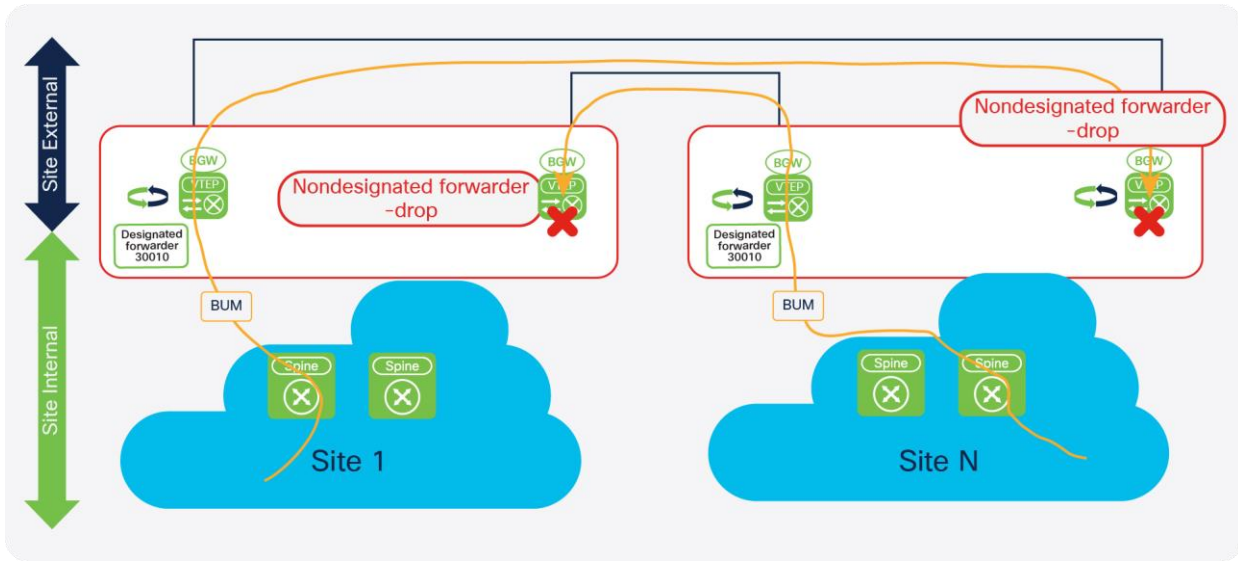 Site External
Site Internal
Nondesignated forwarder
-drop
BGW
VTEP
Designated
forwarder
30010
Nondesignated forwarder
-drop
BGW
VTEP
BGW
VTEP
Designated
forwarder
30010
BGW
VTEP
BUM
BUM
Spine
Spine
Site 1
Spine
Spine
Site N